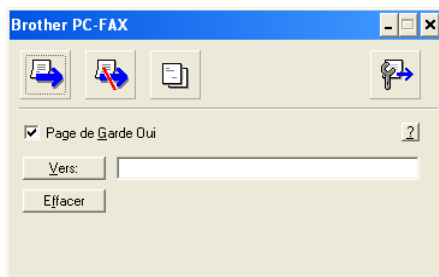 Brother PC-FAX
Page de Garde Oui
?
Vers:
Effacer